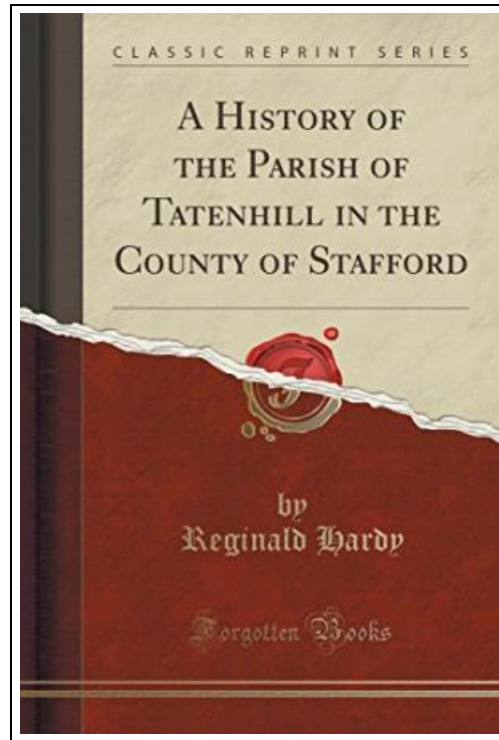 CLASSIC REPRINT SERIES
A HISTORY OF
THE PARISH OF
TATENHILL IN THE
COUNTY OF STAFFORD
by
Reginald Hardy
Forgotten Books